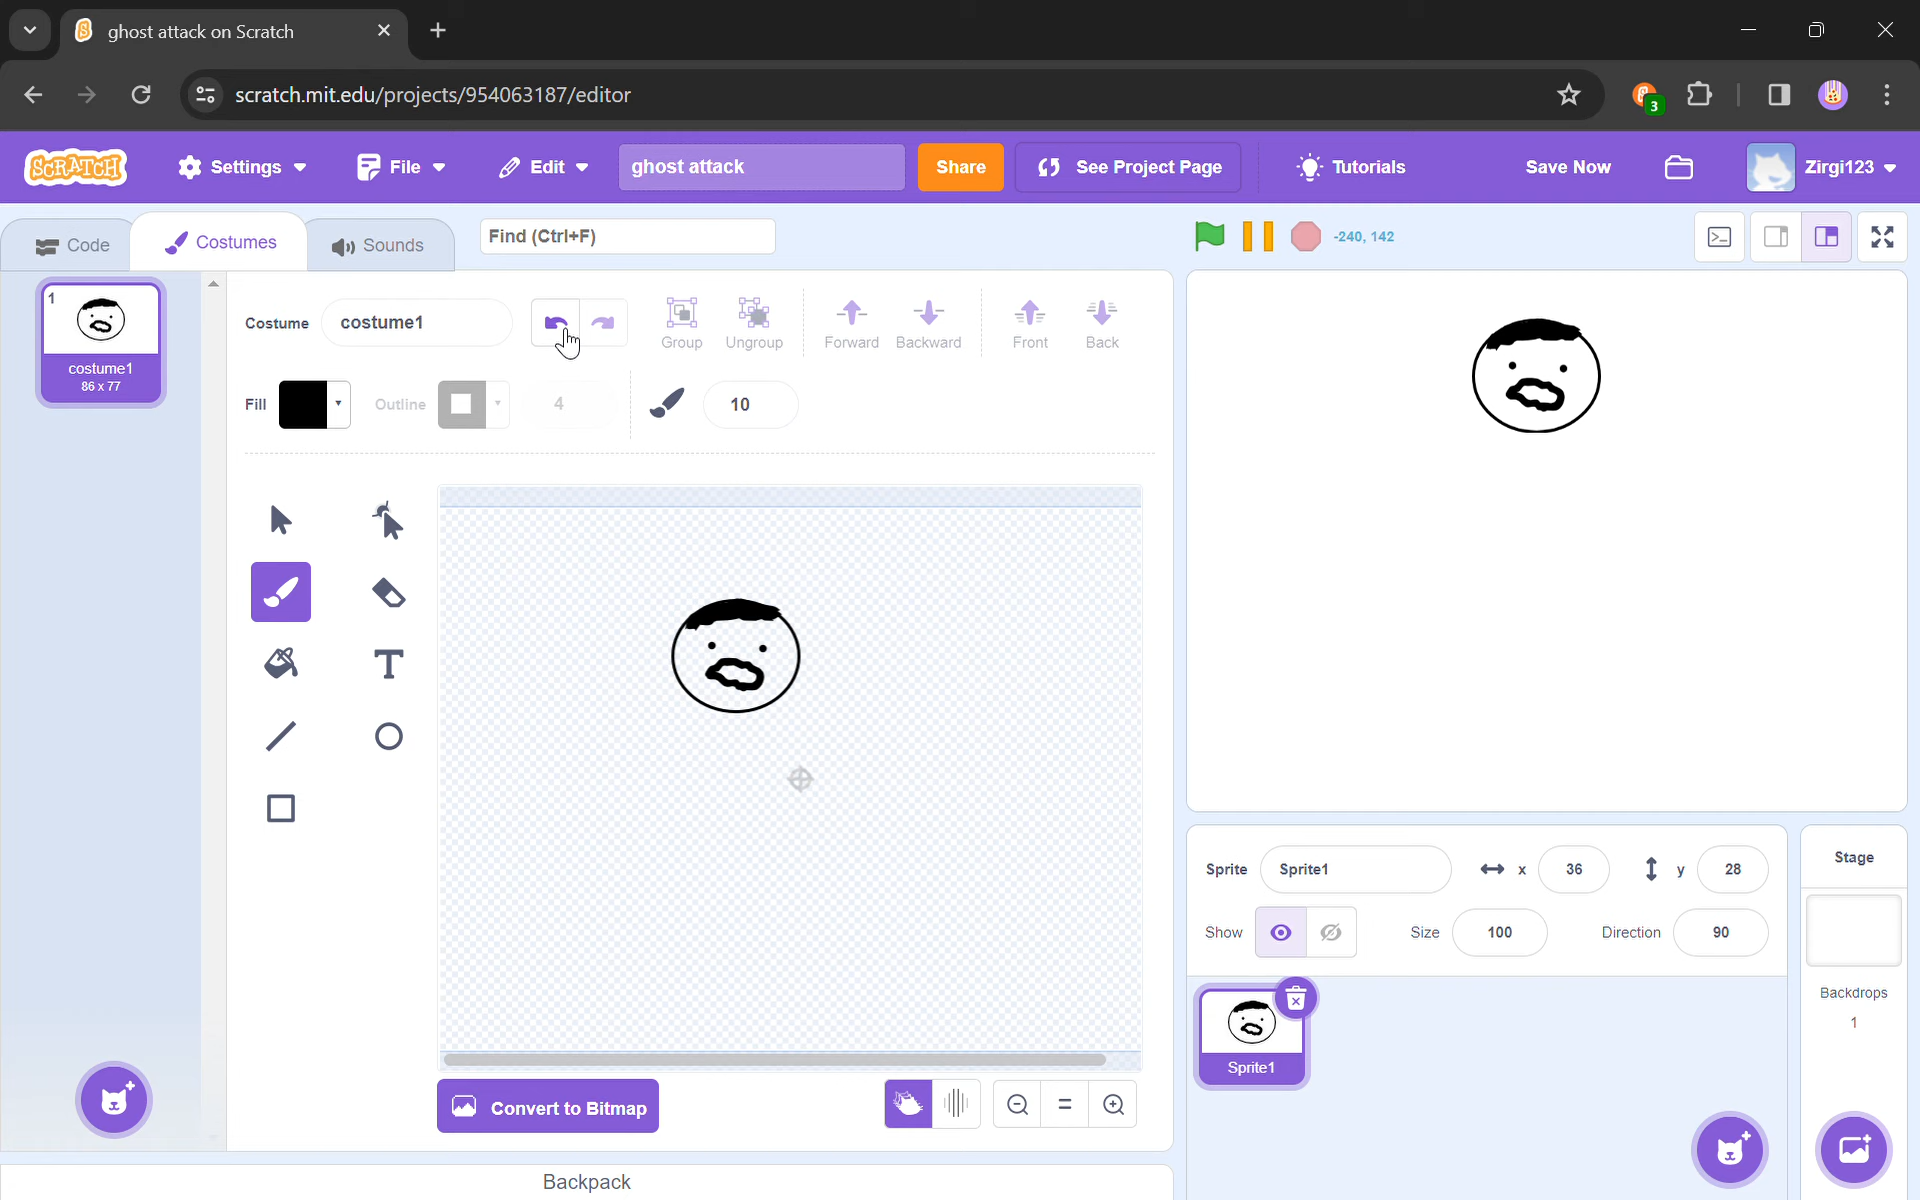 ghost attack on Scratch
scratch.mit.edu/projects/954063187/editor
3
SCRATCH
Settings
File
Edit
ghost attack
Share
See Project Page
Tutorials
Save Now
Zirgi123
Code
Costumes
Sounds
Find (Ctrl+F)
-240, 142
1
costume1
86 x 77
Costume
costume1
Group
Ungroup
Forward
Backward
Front
Back
Fill
Outline
4
10
T
Convert to Bitmap
=
Backpack
Sprite
Sprite1
x
36
y
28
Show
Size
100
Direction
90
Sprite1
Stage
Backdrops
1